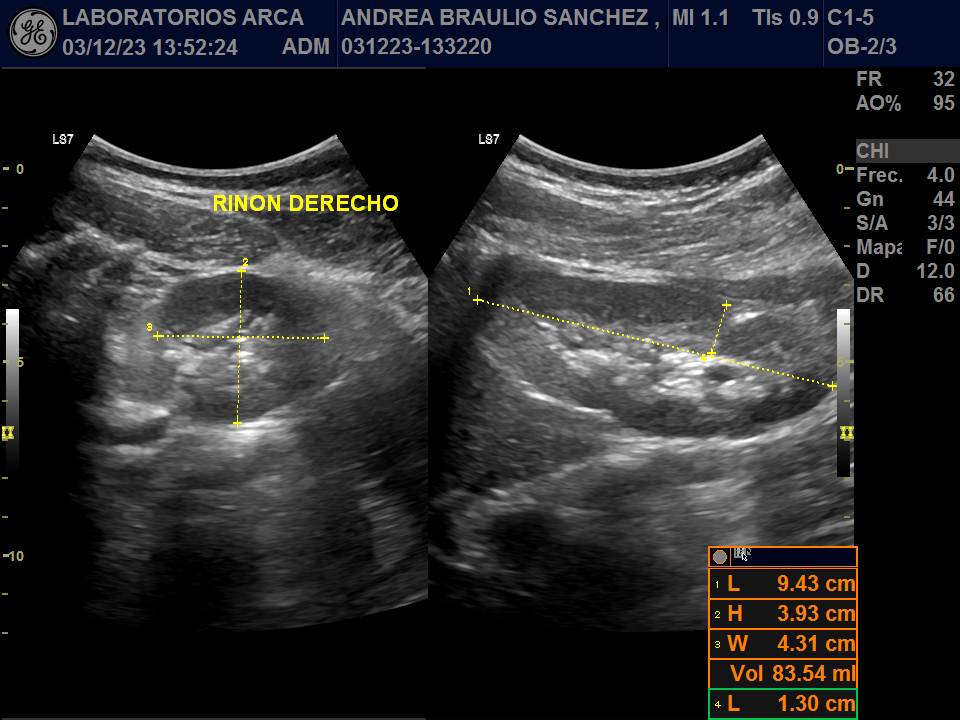 LABORATORIOS ARCA
03/12/23 13:52:24 ADM
ANDREA BRAULIO SANCHEZ ,
031223-133220
MI 1.1 TIs 0.9
C1-5
OB-2/3
FR 32
AO% 95
CHI
Frec. 4.0
Gn 44
S/A 3/3
Mapa F/0
D 12.0
DR 66
LS7
LS7
0
0
RINON DERECHO
2
3
1
5
5
10
1 L 9.43 cm
2 H 3.93 cm
3 W 4.31 cm
Vol 83.54 ml
4 L 1.30 cm